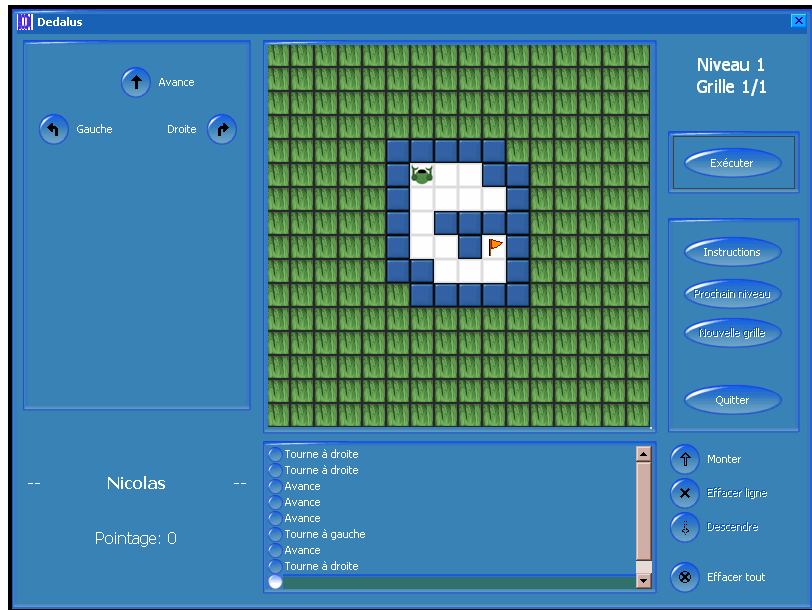 Dedalus
Avance
Gauche
Droite
Niveau 1
Grille 1/1
Exécuter
Instructions
Prochain niveau
Nouvelle grille
Quitter
-- Nicolas --
Pointage: 0
Tourne à droite
Tourne à droite
Avance
Avance
Avance
Tourne à gauche
Avance
Tourne à droite
Monter
Effacer ligne
Descendre
Effacer tout